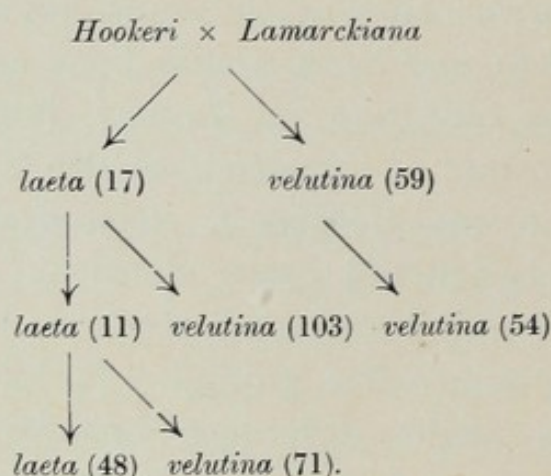 Hookeri × Lamarckiana
laeta (17) velutina (59)
laeta (11) velutina (103) velutina (54)
laeta (48) velutina (71).